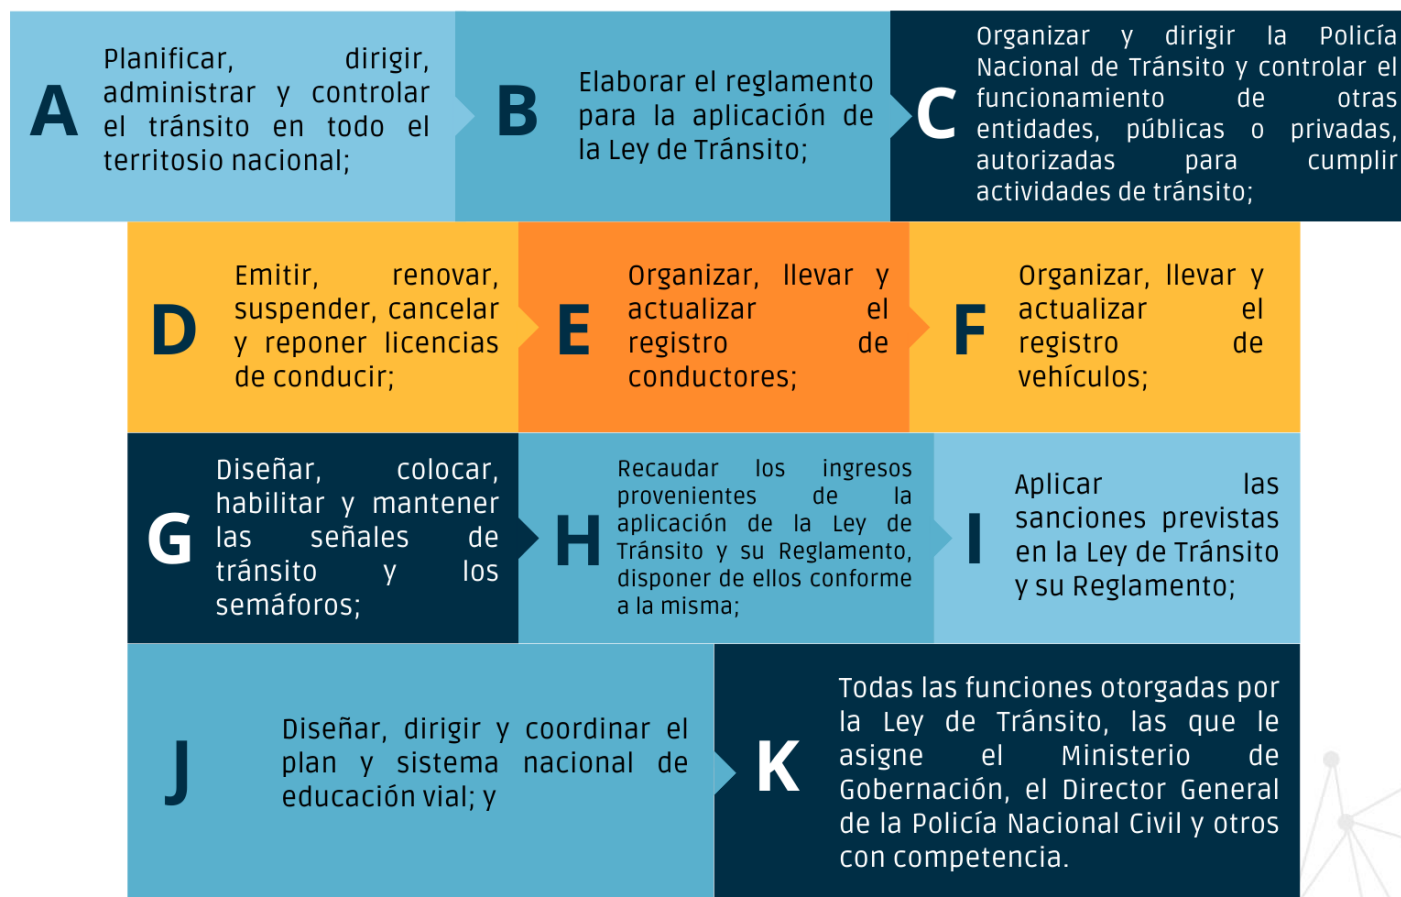 A
Planificar, dirigir,
administrar y controlar
el tránsito en todo el
territosio nacional;
B
Elaborar el reglamento
para la aplicación de
la Ley de Tránsito;
C
Organizar y dirigir la Policía
Nacional de Tránsito y controlar el
funcionamiento de otras
entidades, públicas o privadas,
autorizadas para cumplir
actividades de tránsito;
D
Emitir, renovar,
suspender, cancelar
y reponer licencias
de conducir;
E
Organizar, llevar y
actualizar el
registro de
conductores;
F
Organizar, llevar y
actualizar el
registro de
vehículos;
G
Diseñar, colocar,
habilitar y mantener
las señales de
tránsito y los
semáforos;
H
Recaudar los ingresos
provenientes de la
aplicación de la Ley de
Tránsito y su Reglamento,
disponer de ellos conforme
a la misma;
I
Aplicar las
sanciones previstas
en la Ley de Tránsito
y su Reglamento;
J
Diseñar, dirigir y coordinar el
plan y sistema nacional de
educación vial; y
K
Todas las funciones otorgadas por
la Ley de Tránsito, las que le
asigne el Ministerio de
Gobernación, el Director General
de la Policía Nacional Civil y otros
con competencia.